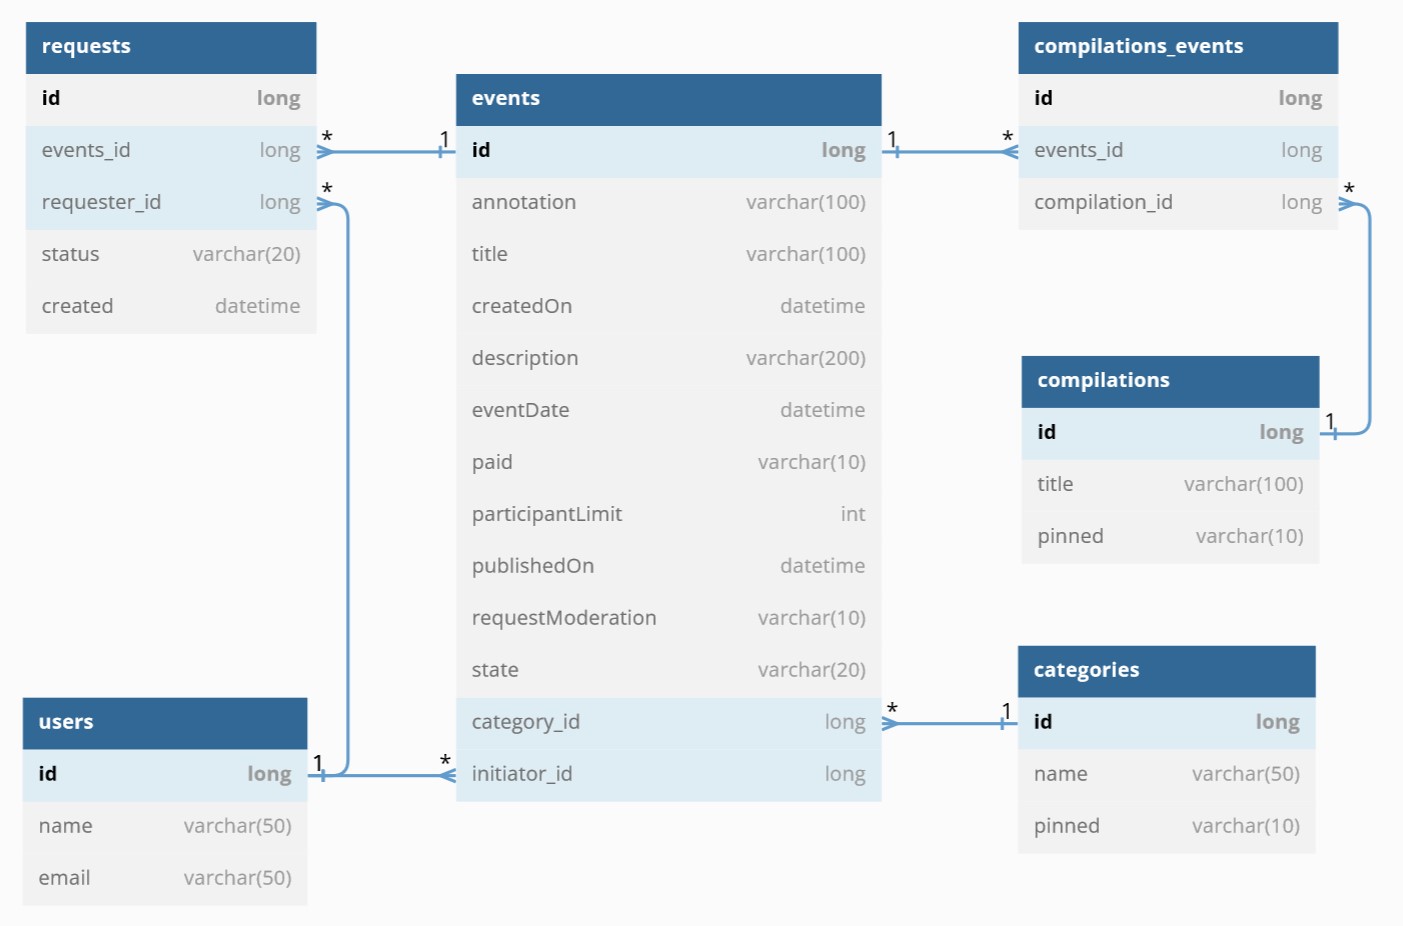 requests
id long
events_id long
requester_id long
status varchar(20)
created datetime
* 1
*
events
id long
annotation varchar(100)
title varchar(100)
createdOn datetime
description varchar(200)
eventDate datetime
paid varchar(10)
participantLimit int
publishedOn datetime
requestModeration varchar(10)
state varchar(20)
category_id long
initiator_id long
1 *
compilations_events
id long
events_id long
compilation_id long
*
compilations
id long
title varchar(100)
pinned varchar(10)
1
users
id long
name varchar(50)
email varchar(50)
1 *
* 1
categories
id long
name varchar(50)
pinned varchar(10)